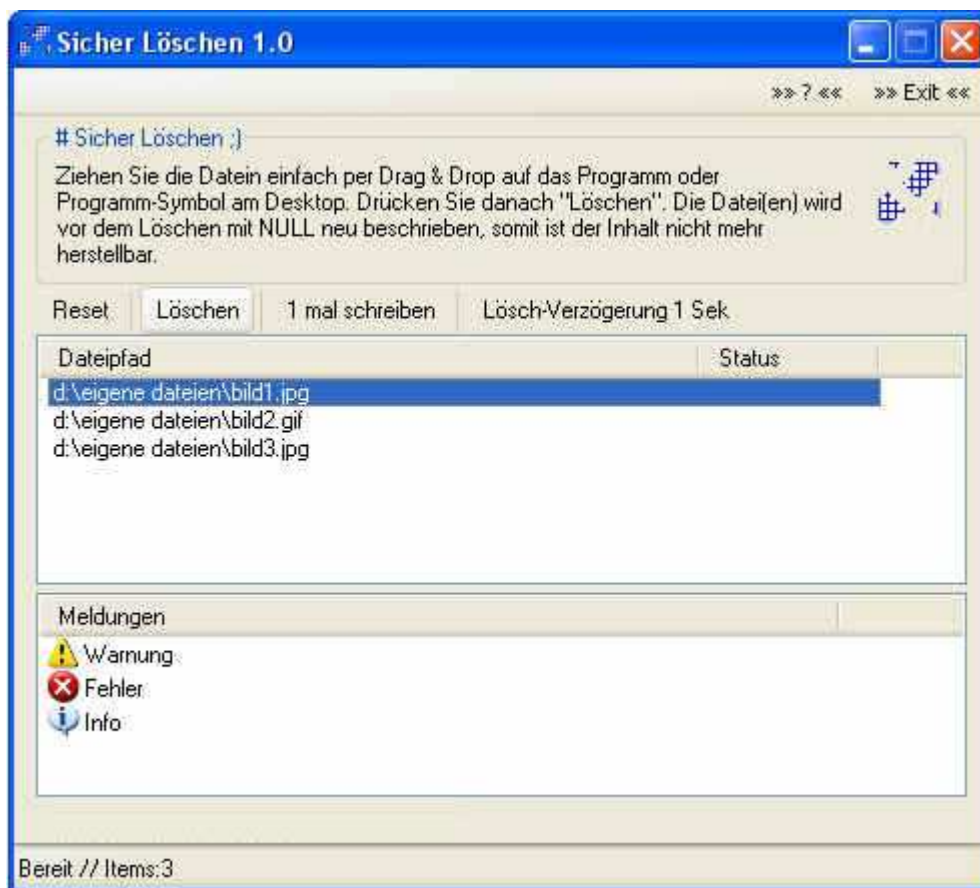 Sicher Löschen 1.0
»» ? «« »» Exit ««
# Sicher Löschen ;)
Ziehen Sie die Datein einfach per Drag & Drop auf das Programm oder
Programm-Symbol am Desktop. Drücken Sie danach "Löschen". Die Datei(en) wird
vor dem Löschen mit NULL neu beschrieben, somit ist der Inhalt nicht mehr
herstellbar.
Reset Löschen 1 mal schreiben Lösch-Verzögerung 1 Sek.
Dateipfad Status
d:\eigene dateien\bild1.jpg
d:\eigene dateien\bild2.gif
d:\eigene dateien\bild3.jpg
Meldungen
Warnung
Fehler
Info
Bereit // Items:3